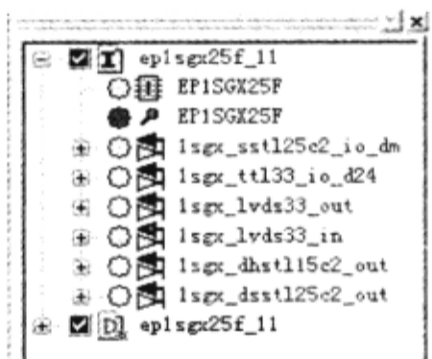 ep1sgx25f_11
EP1SGX25F
EP1SGX25F
1sgx_sstl25c2_io_dm
1sgx_ttl33_io_d24
1sgx_lvds33_out
1sgx_lvds33_in
1sgx_dhstl15c2_out
1sgx_dsstl25c2_out
ep1sgx25f_11